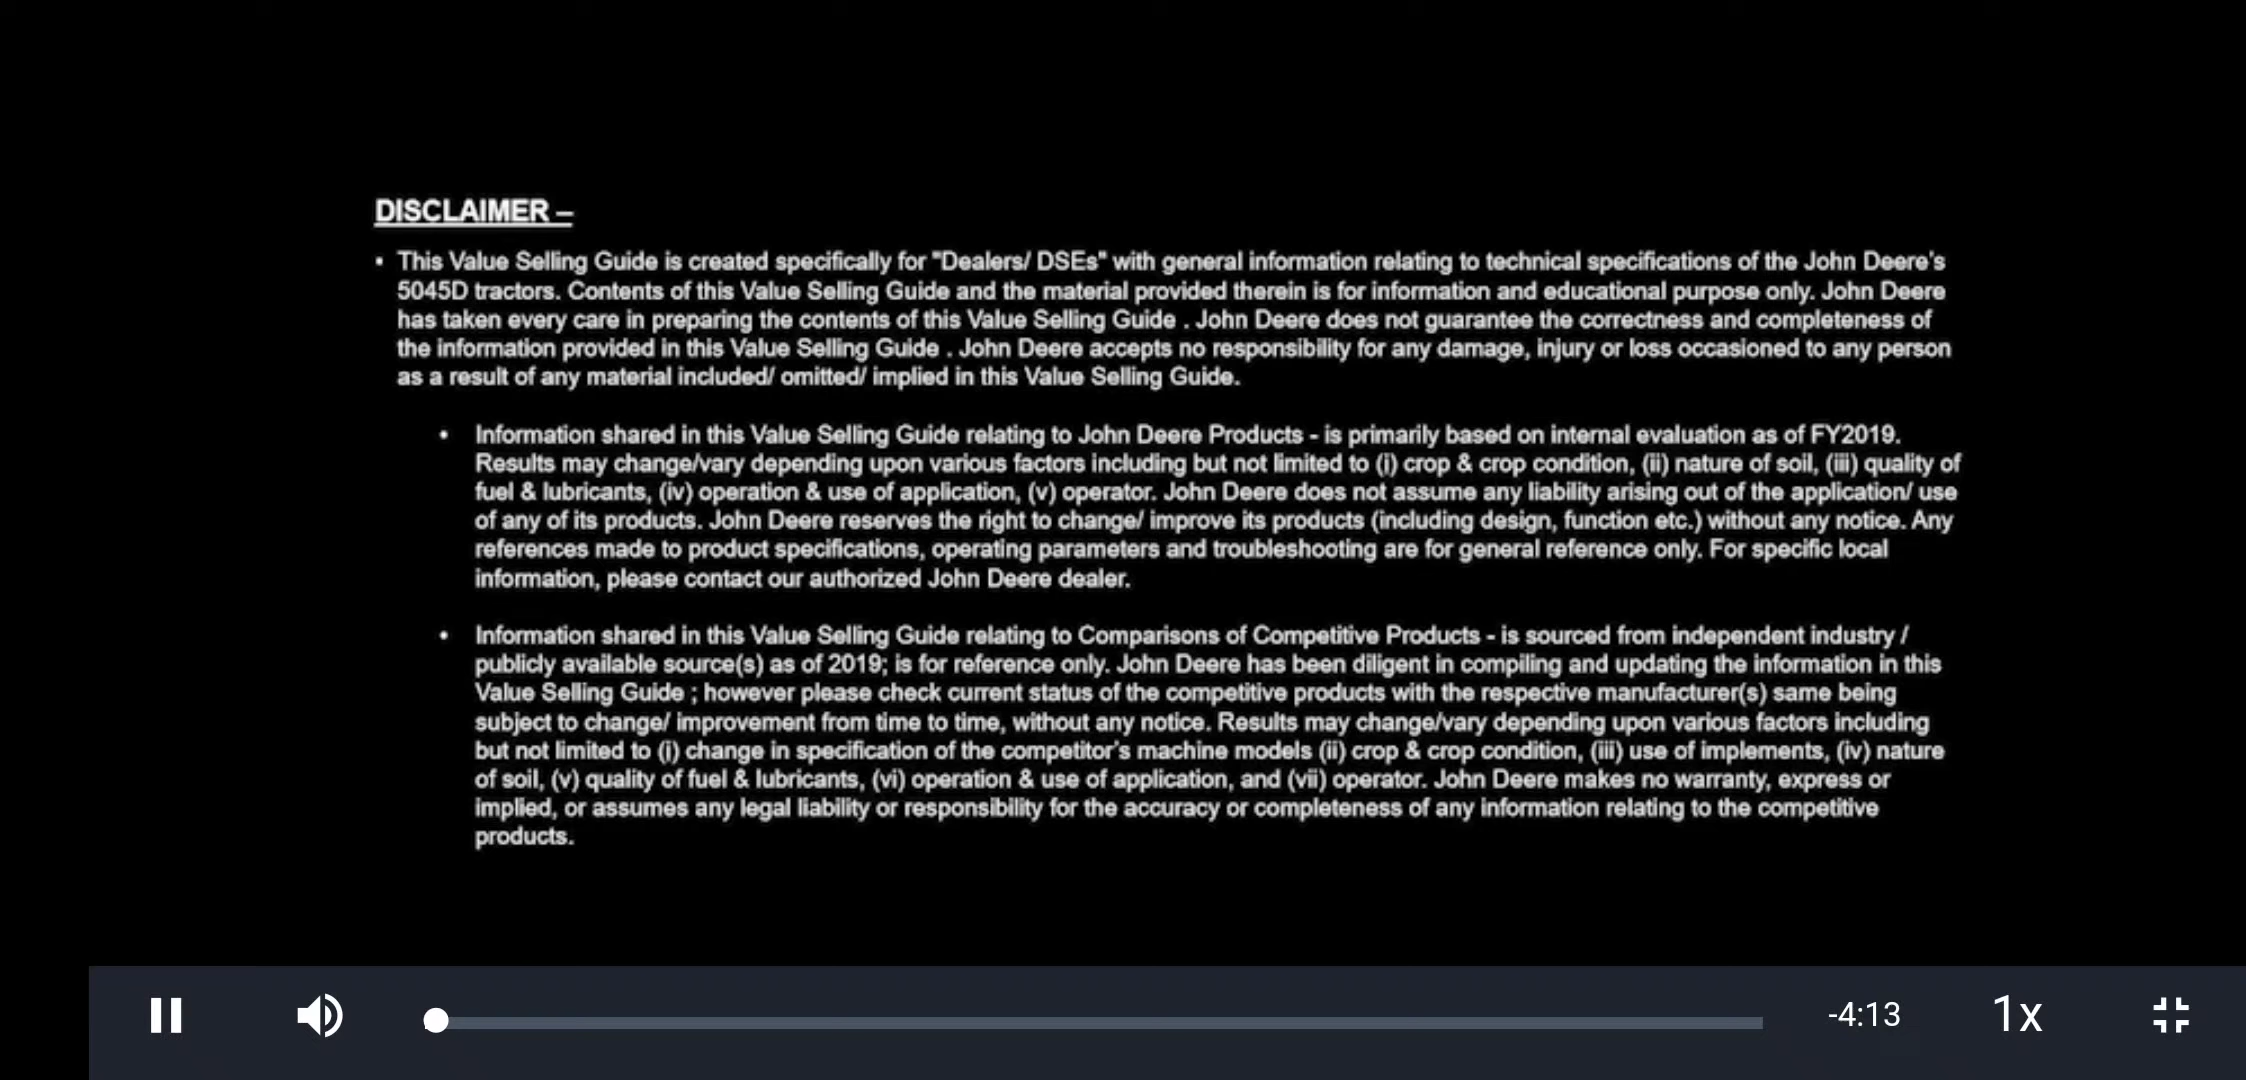 DISCLAIMER –
• This Value Selling Guide is created specifically for "Dealers/ DSEs" with general information relating to technical specifications of the John Deere's
5045D tractors. Contents of this Value Selling Guide and the material provided therein is for information and educational purpose only. John Deere
has taken every care in preparing the contents of this Value Selling Guide . John Deere does not guarantee the correctness and completeness of
the information provided in this Value Selling Guide . John Deere accepts no responsibility for any damage, injury or loss occasioned to any person
as a result of any material included/ omitted/ implied in this Value Selling Guide.
• Information shared in this Value Selling Guide relating to John Deere Products - is primarily based on internal evaluation as of FY2019.
Results may change/vary depending upon various factors including but not limited to (i) crop & crop condition, (ii) nature of soil, (iii) quality of
fuel & lubricants, (iv) operation & use of application, (v) operator. John Deere does not assume any liability arising out of the application/ use
of any of its products. John Deere reserves the right to change/ improve its products (including design, function etc.) without any notice. Any
references made to product specifications, operating parameters and troubleshooting are for general reference only. For specific local
information, please contact our authorized John Deere dealer.
• Information shared in this Value Selling Guide relating to Comparisons of Competitive Products - is sourced from independent industry /
publicly available source(s) as of 2019; is for reference only. John Deere has been diligent in compiling and updating the information in this
Value Selling Guide ; however please check current status of the competitive products with the respective manufacturer(s) same being
subject to change/ improvement from time to time, without any notice. Results may change/vary depending upon various factors including
but not limited to (i) change in specification of the competitor's machine models (ii) crop & crop condition, (iii) use of implements, (iv) nature
of soil, (v) quality of fuel & lubricants, (vi) operation & use of application, and (vii) operator. John Deere makes no warranty, express or
implied, or assumes any legal liability or responsibility for the accuracy or completeness of any information relating to the competitive
products.
-4:13 1x